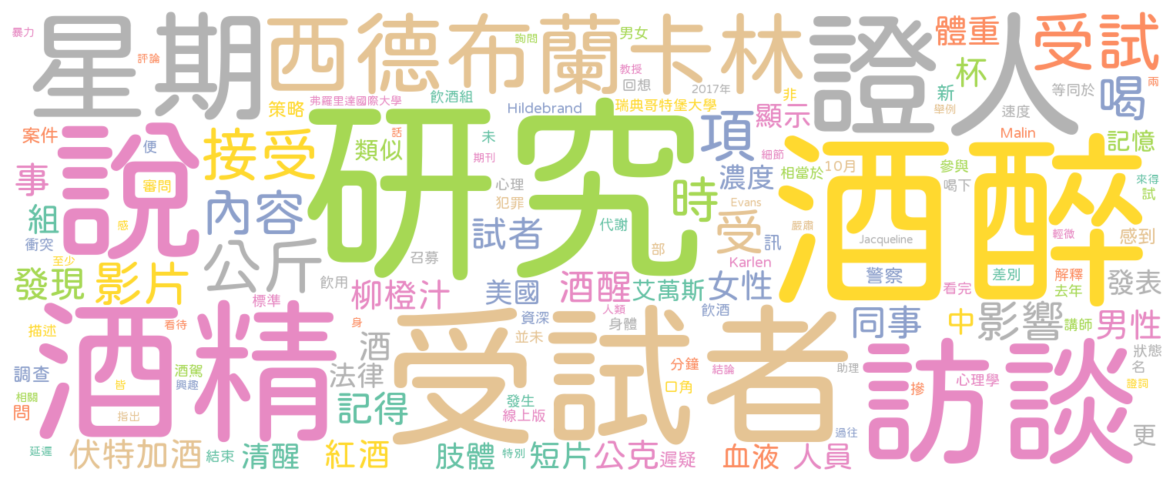 暴力 星期 西德布蘭卡林 證人 受試
評論 詢問 男女 體重 兩
教授 回想 2017年 非 杯 新 等同於 喝
弗羅里達國際大學 飲酒組 策略 Hildebrand 瑞典哥特堡大學 速度 舉例
案件 說 便 接受 話 未 類似 期刊 研究 項 顯示 酒醉 Malin 記憶
事 審問 細節 10月 參與 來得
組 內容 心理 犯罪 時 濃度 相當於 喝下 試
衝突 感 公斤 試者 代謝 受 Evans 嚴肅 輕微 感到
至少 召募 部 訊 Jacqueline
發現 影片 飲用 Karlen 警察 差別 解釋 去年 發表
標準 柳橙汁 美國 酒醒 艾萬斯 女性 看完
描述 酒精 看待 身 資深 人類 身體 飲酒 同事 中 影響 講師 男性
酒 並未 受試者 訪談 狀態
調查 酒駕 興趣 法律 分鐘 結論 助理 名
相關 皆 記得 發生 口角 摻 心理學 證詞
問 指出 線上版 過往 更
延遲 伏特加酒 結束 清醒 紅酒 肢體 特別 短片 公克 遲疑 血液 人員